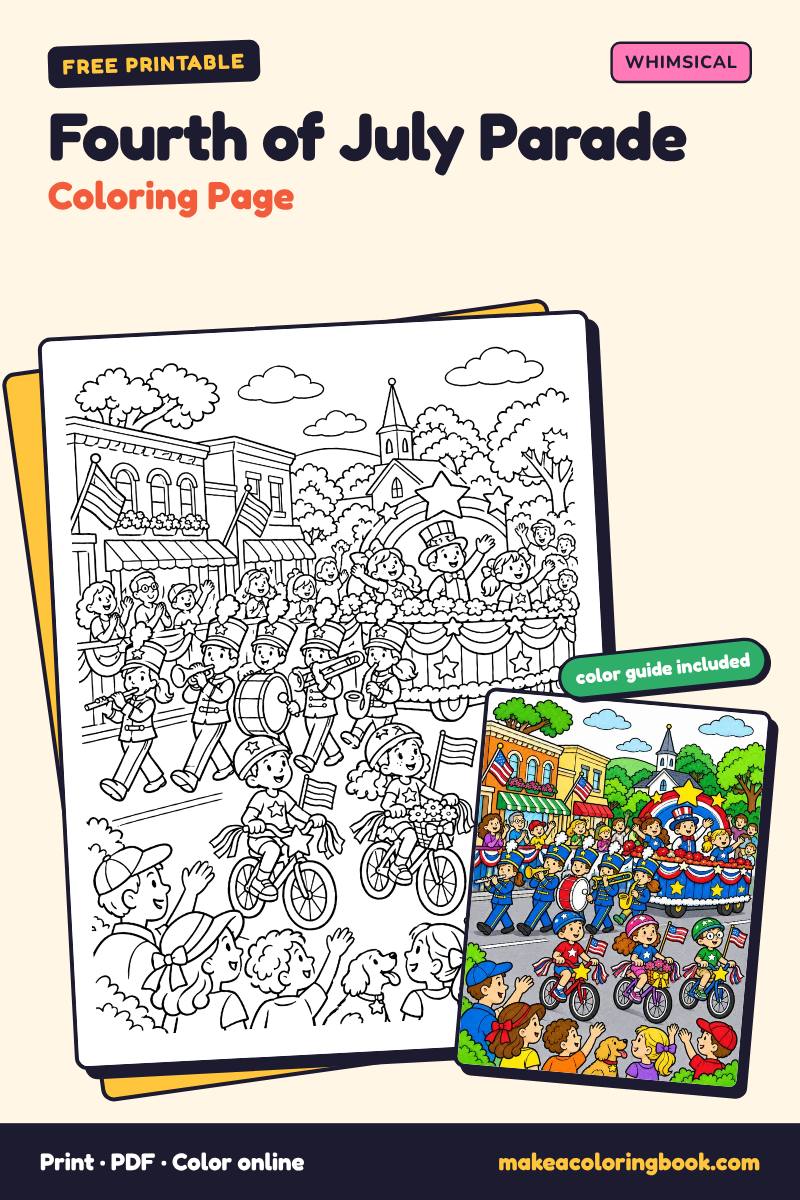 FREE PRINTABLE
WHIMSICAL
Fourth of July Parade
Coloring Page
color guide included
Print · PDF · Color online
makeacoloringbook.com